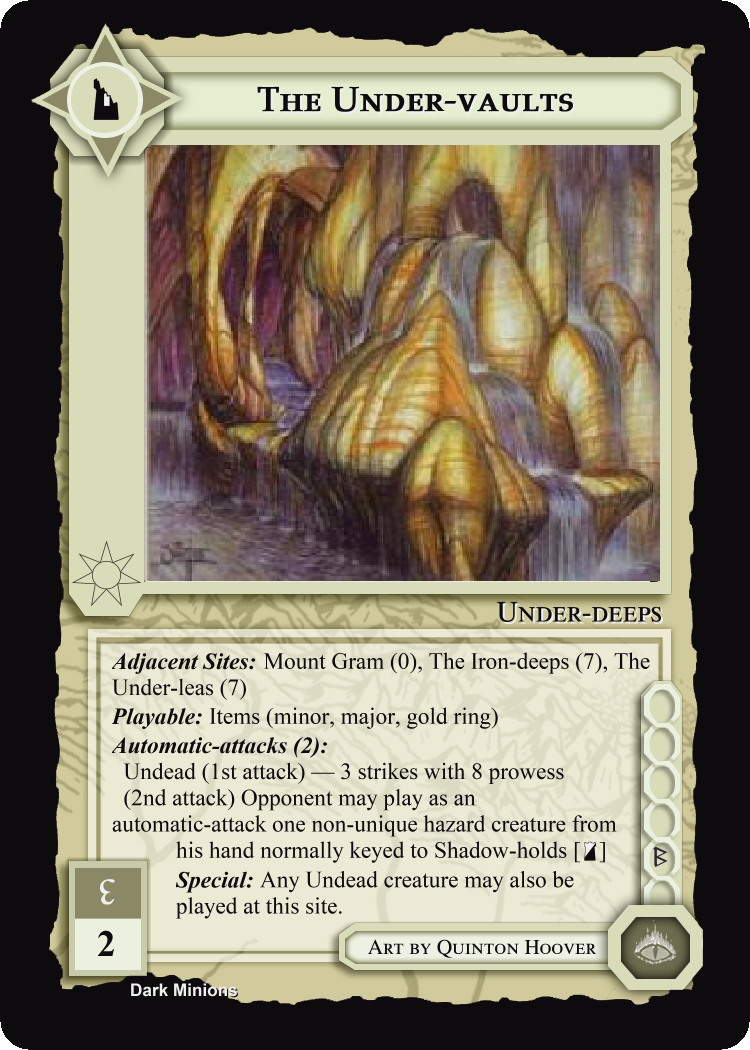 The Under-vaults
Under-deeps
Adjacent Sites: Mount Gram (0), The Iron-deeps (7), The
Under-leas (7)
Playable: Items (minor, major, gold ring)
Automatic-attacks (2):
Undead (1st attack) — 3 strikes with 8 prowess
(2nd attack) Opponent may play as an
automatic-attack one non-unique hazard creature from
his hand normally keyed to Shadow-holds [ ]
Special: Any Undead creature may also be
played at this site.
2
Art by Quinton Hoover
Dark Minions